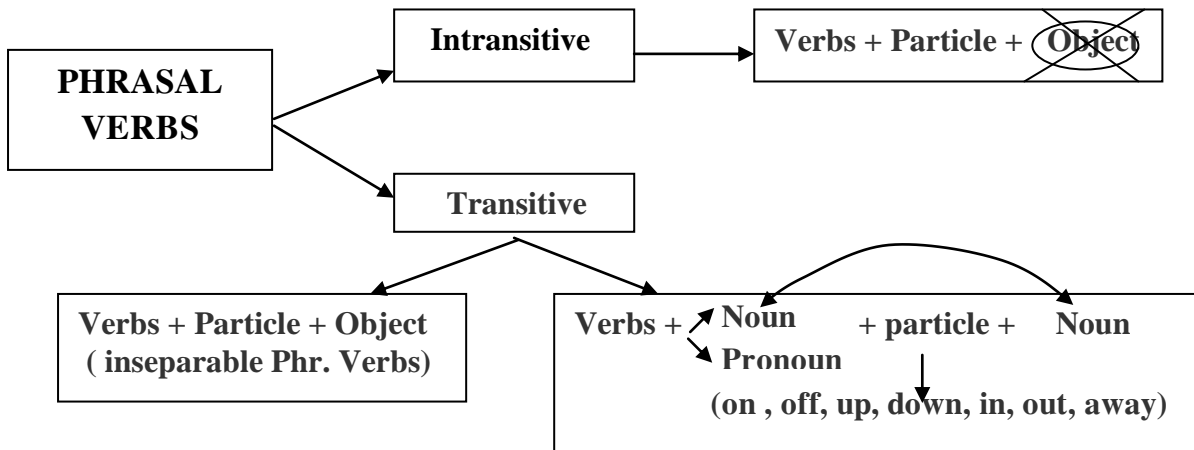 PHRASAL
VERBS
Intransitive
Verbs + Particle + Object
Transitive
Verbs + Particle + Object
( inseparable Phr. Verbs)
Verbs + Noun + particle + Noun
Pronoun
(on , off, up, down, in, out, away)